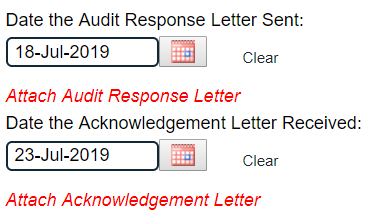 Date the Audit Response Letter Sent:
18-Jul-2019 Clear
Attach Audit Response Letter
Date the Acknowledgement Letter Received:
23-Jul-2019 Clear
Attach Acknowledgement Letter